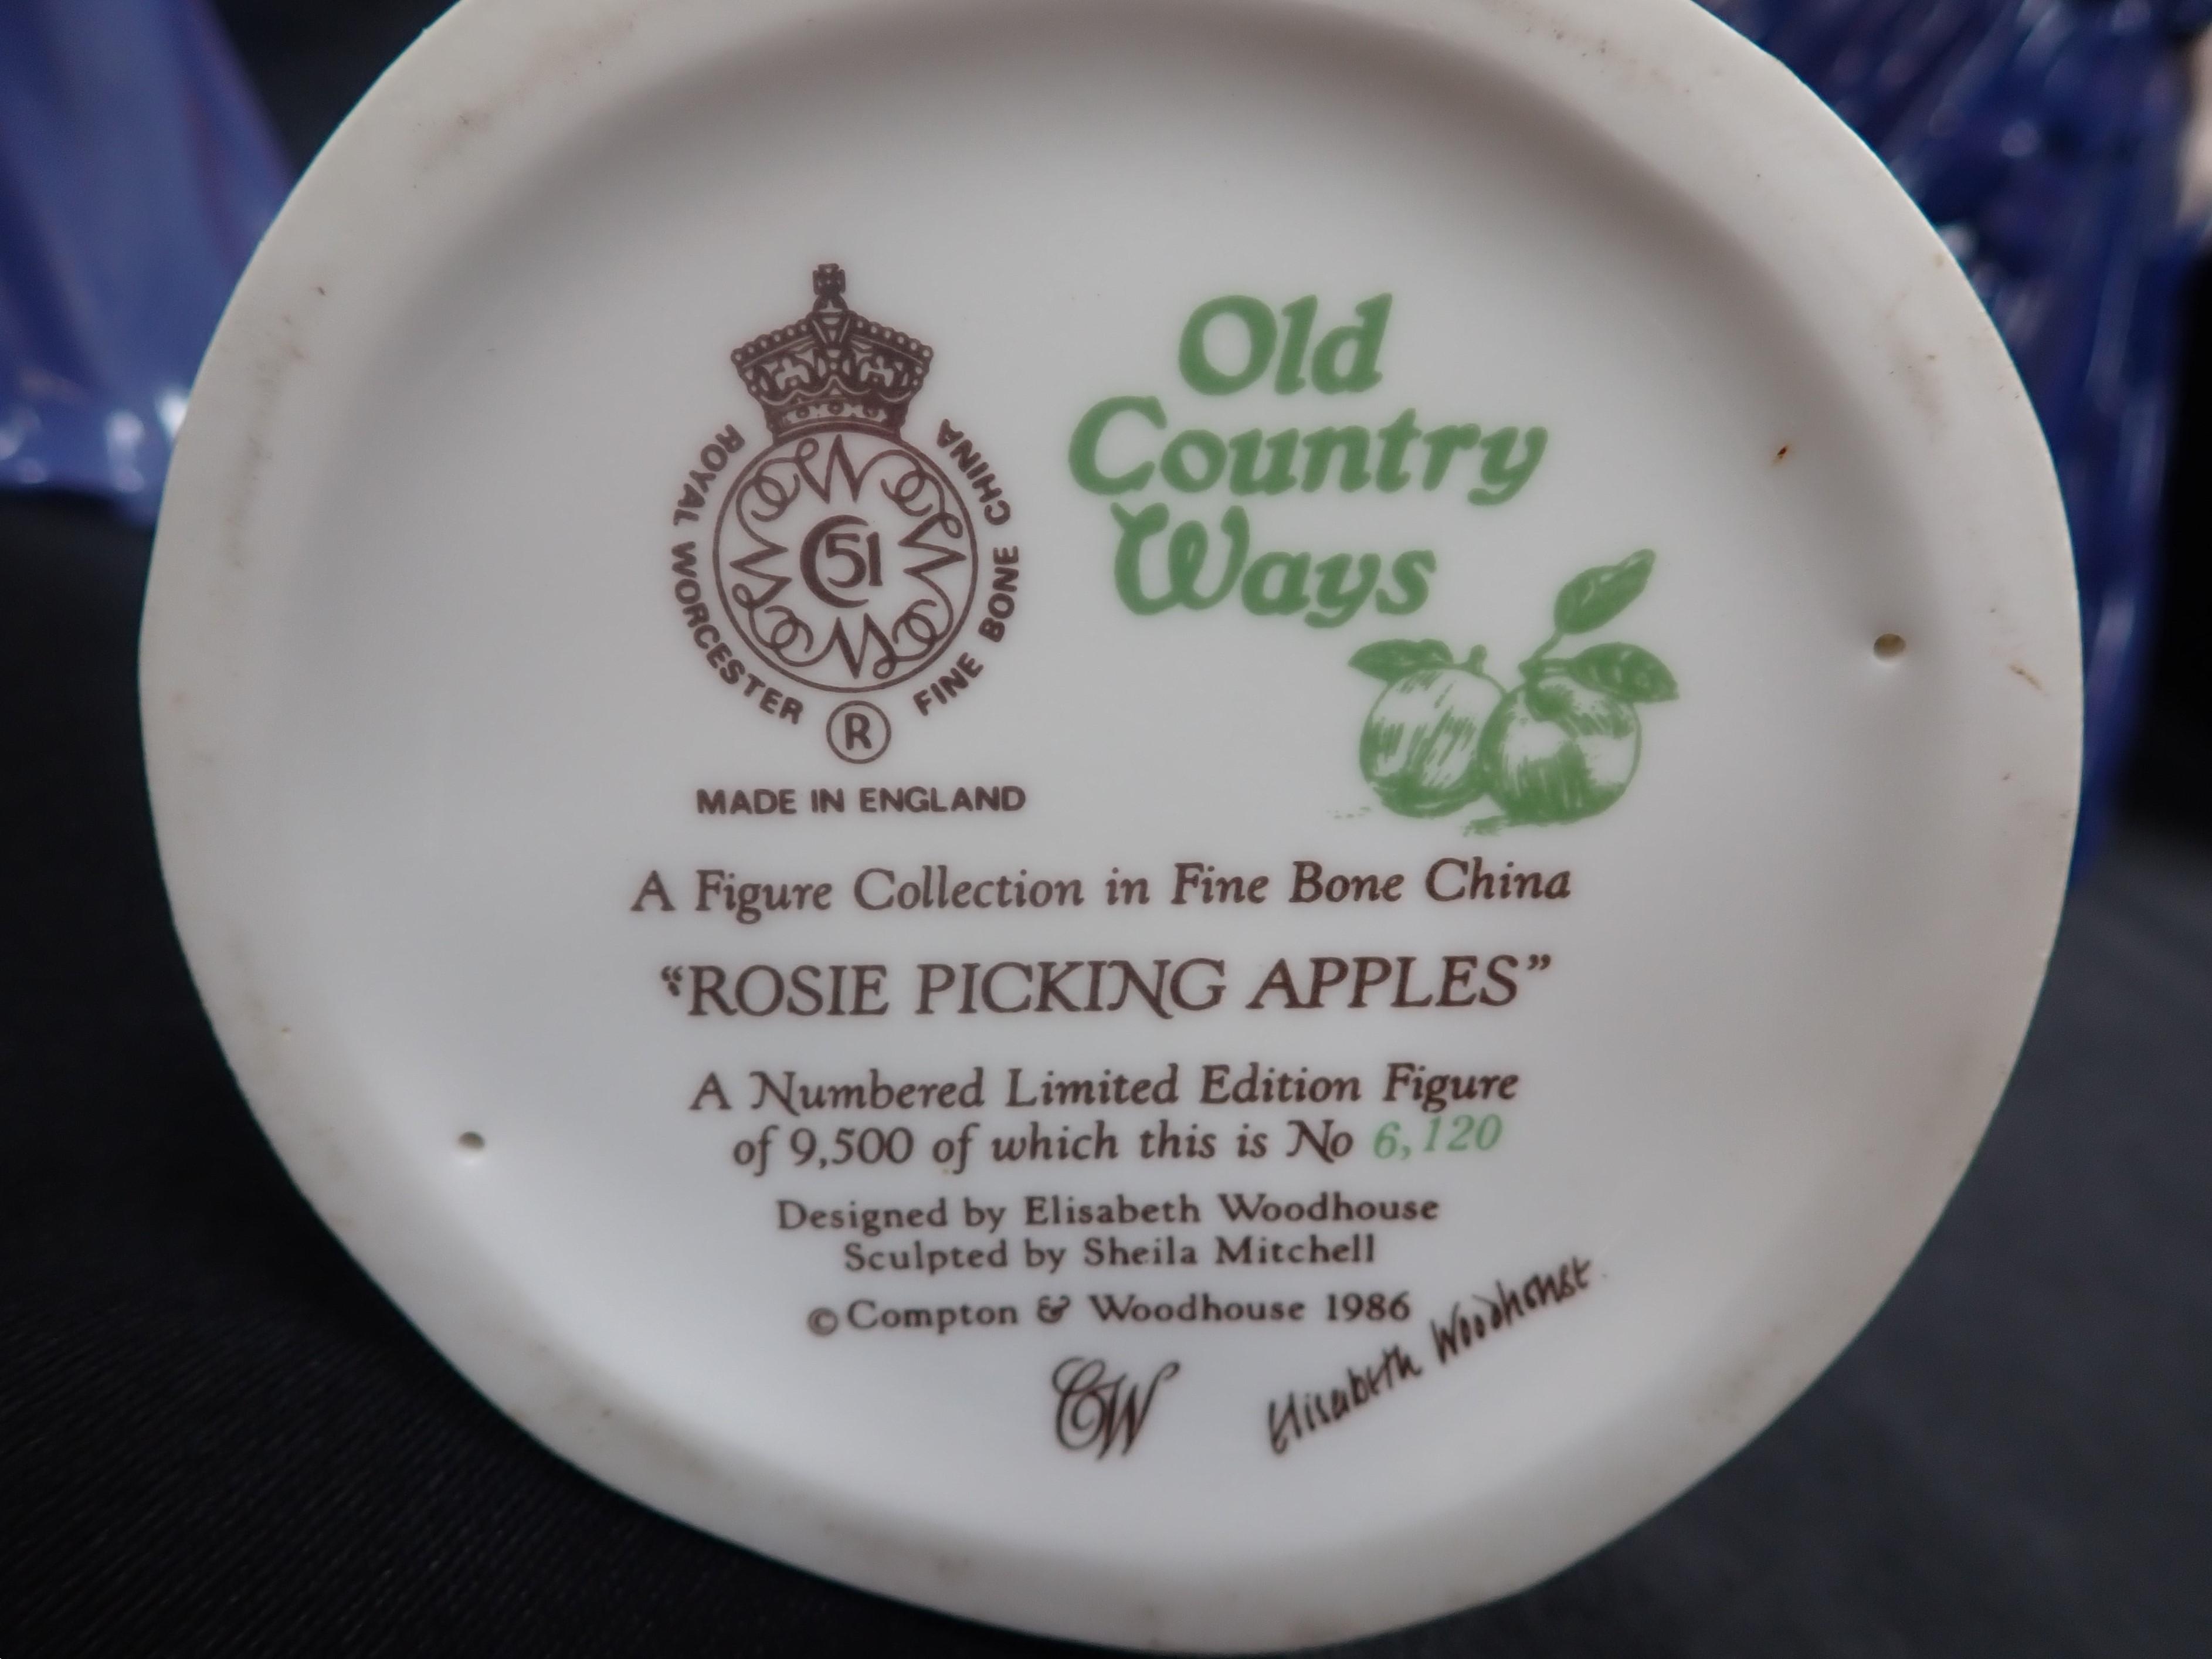 ROYAL WORCESTER
FINE BONE CHINA
C51
R
MADE IN ENGLAND
Old
Country
Ways
A Figure Collection in Fine Bone China
“ROSIE PICKING APPLES”
A Numbered Limited Edition Figure
of 9,500 of which this is No 6,120
Designed by Elisabeth Woodhouse
Sculpted by Sheila Mitchell
© Compton & Woodhouse 1986
CW
Elisabeth Woodhouse